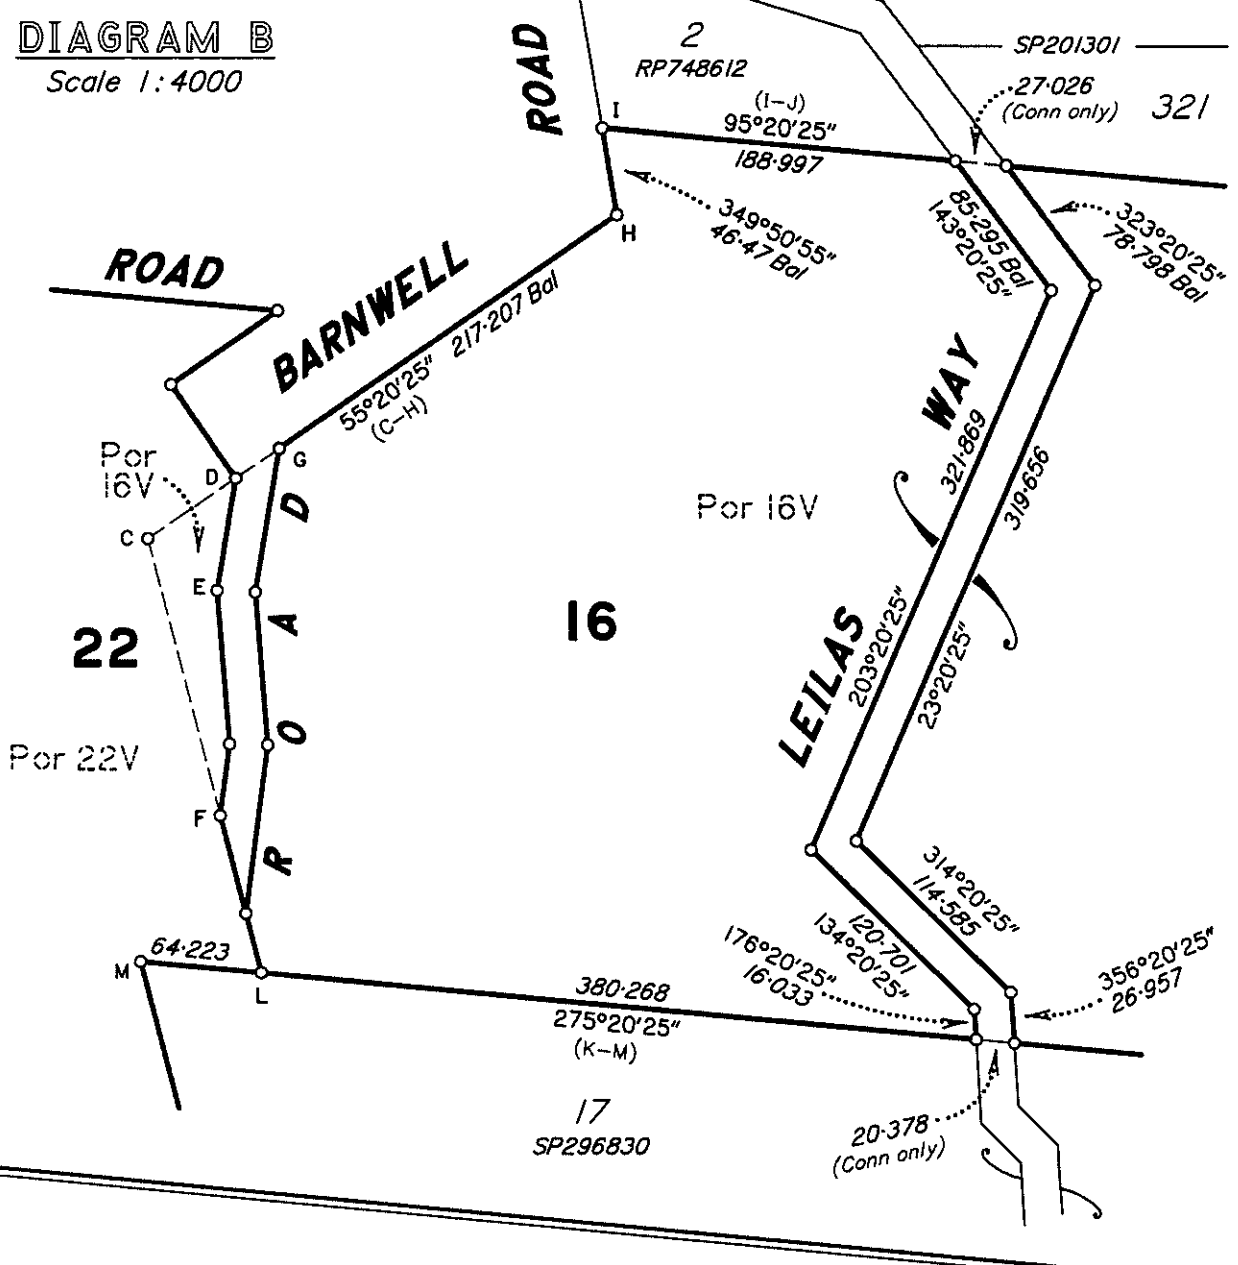 DIAGRAM B
Scale 1:4000
ROAD
2
RP748612
SP201301
27·026
(Conn only)
321
I
(I–J)
95°20'25"
188·997
H
349°50'55"
46·47 Bal
85·295 Bal
143°20'25"
323°20'25"
78·798 Bal
ROAD
BARNWELL
217·207 Bal
55°20'25"
(C–H)
Por
16V
D
G
C
E
ROAD
22
Por 22V
F
16
Por 16V
LEILAS WAY
321·869
203°20'25"
319·656
23°20'25"
314°20'25"
114·585
120·701
134°20'25"
176°20'25"
16·033
356°20'25"
26·957
M
64·223
L
380·268
275°20'25"
(K–M)
17
SP296830
20·378
(Conn only)